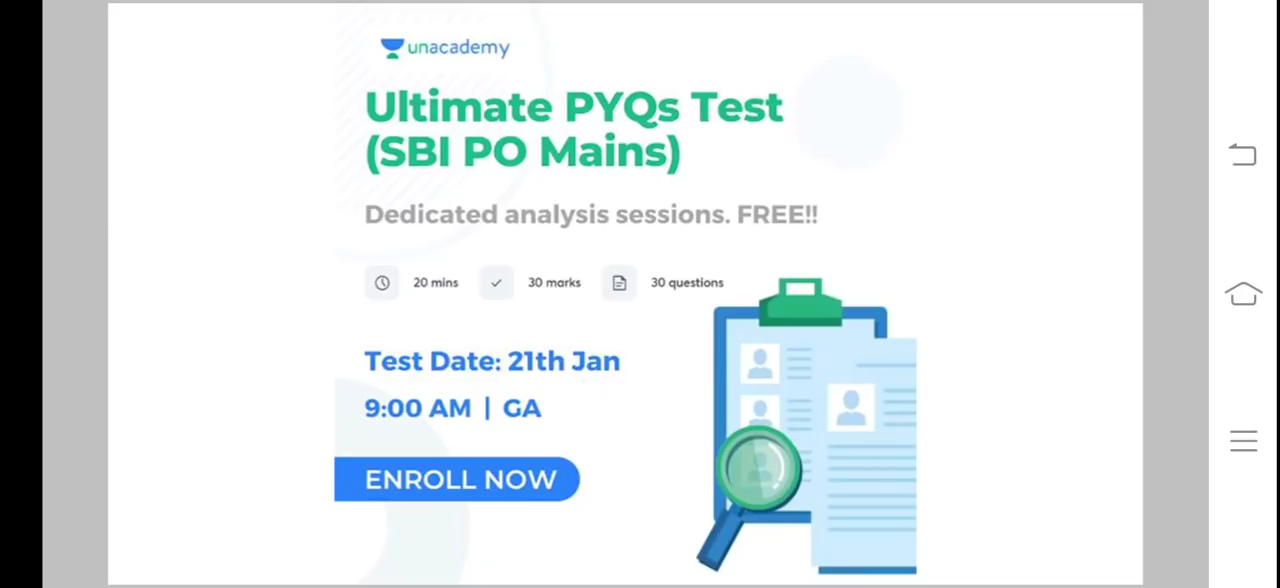 unacademy
Ultimate PYQs Test
(SBI PO Mains)
Dedicated analysis sessions. FREE!!
20 mins 30 marks 30 questions
Test Date: 21th Jan
9:00 AM | GA
ENROLL NOW